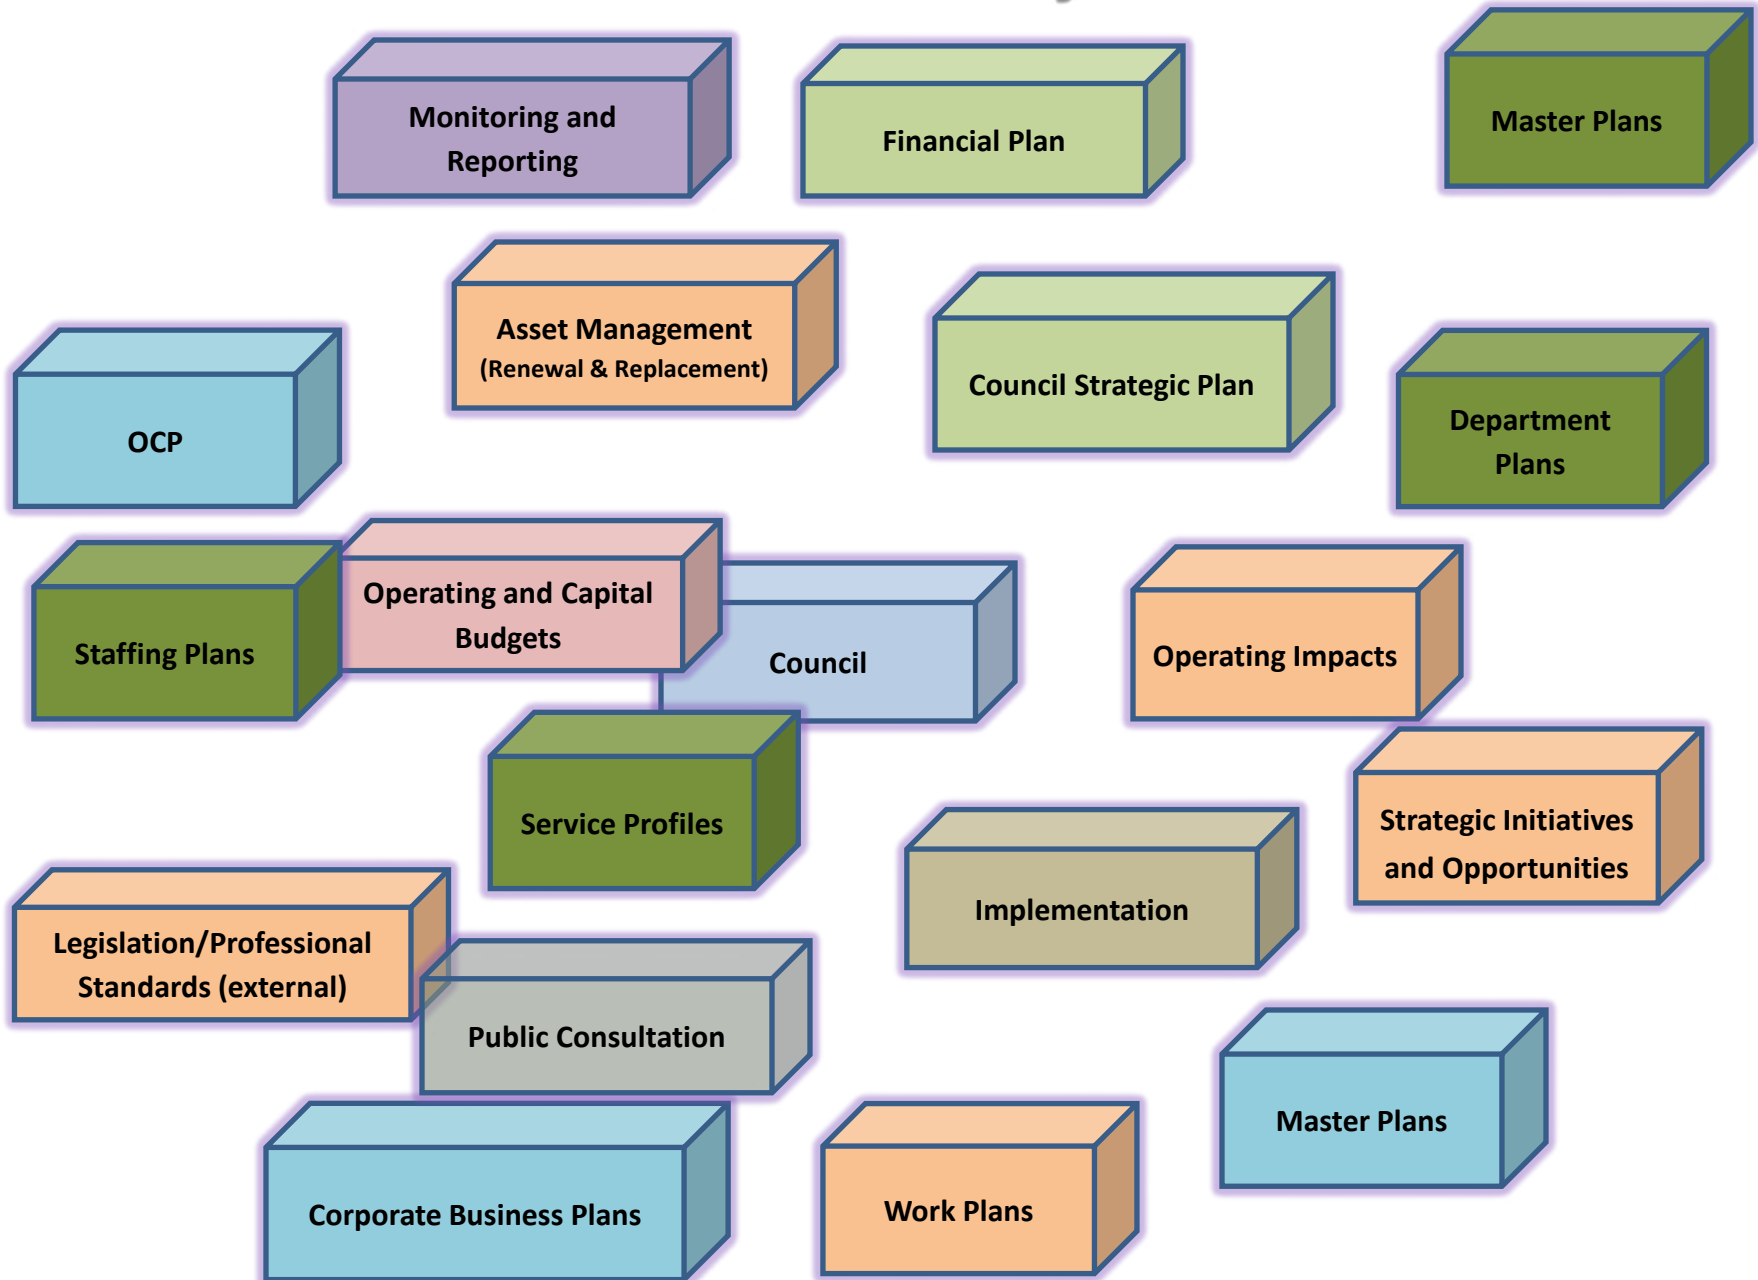 Monitoring and
Reporting
Financial Plan
Master Plans
Asset Management
(Renewal & Replacement)
Council Strategic Plan
OCP
Department
Plans
Operating and Capital
Budgets
Staffing Plans
Council
Operating Impacts
Service Profiles
Strategic Initiatives
and Opportunities
Implementation
Legislation/Professional
Standards (external)
Public Consultation
Master Plans
Corporate Business Plans
Work Plans